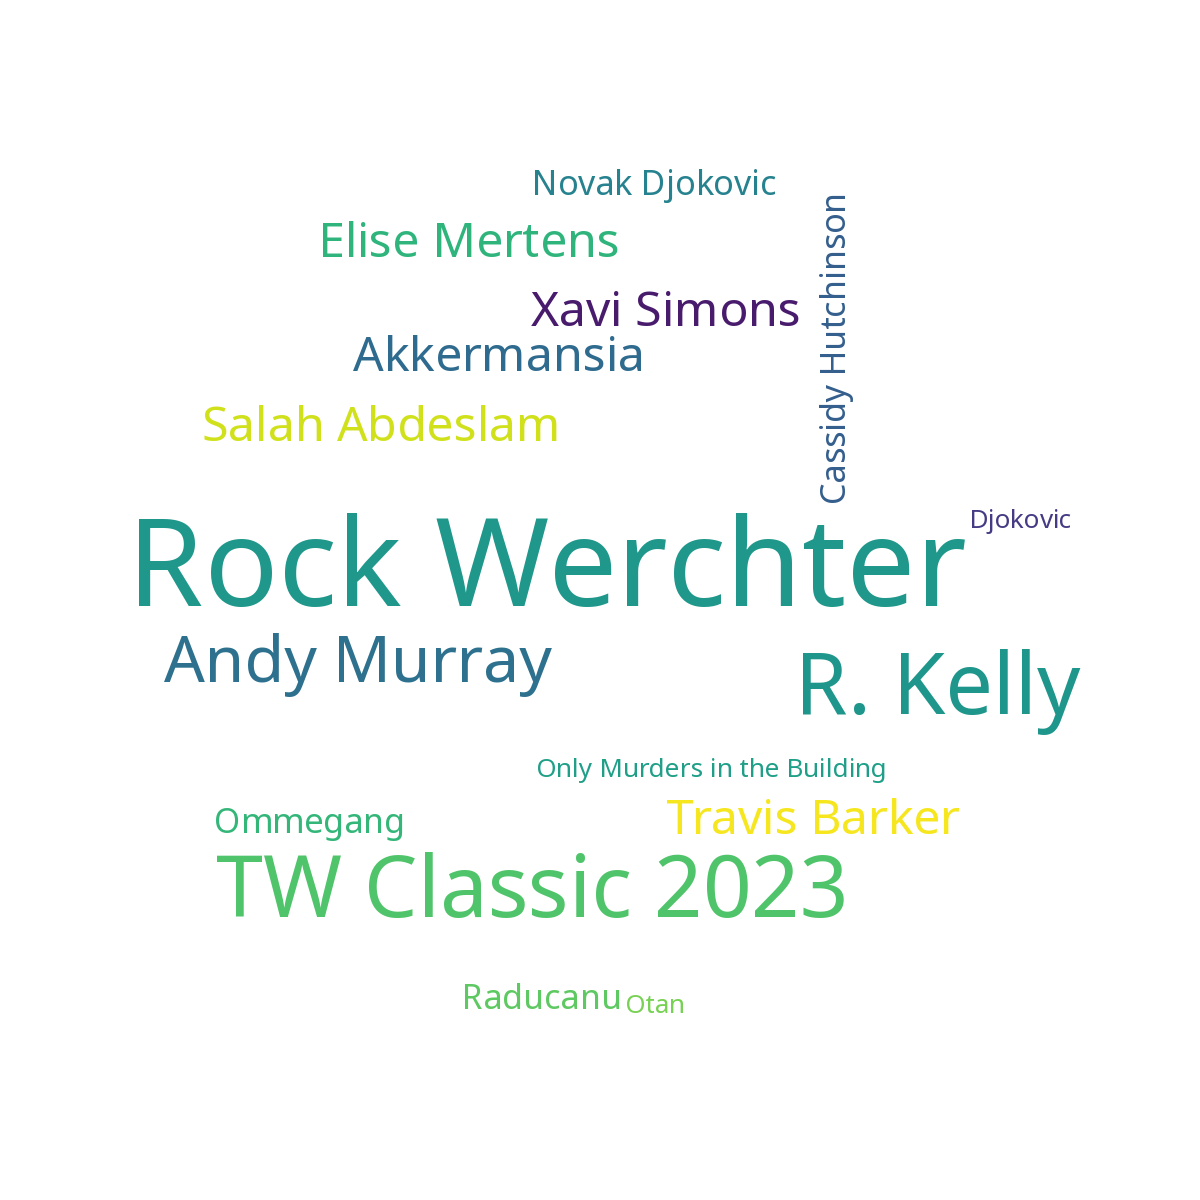 Novak Djokovic
Elise Mertens
Cassidy Hutchinson
Xavi Simons
Akkermansia
Salah Abdeslam
Rock Werchter
Djokovic
Andy Murray
R. Kelly
Only Murders in the Building
Ommegang
Travis Barker
TW Classic 2023
Raducanu
Otan